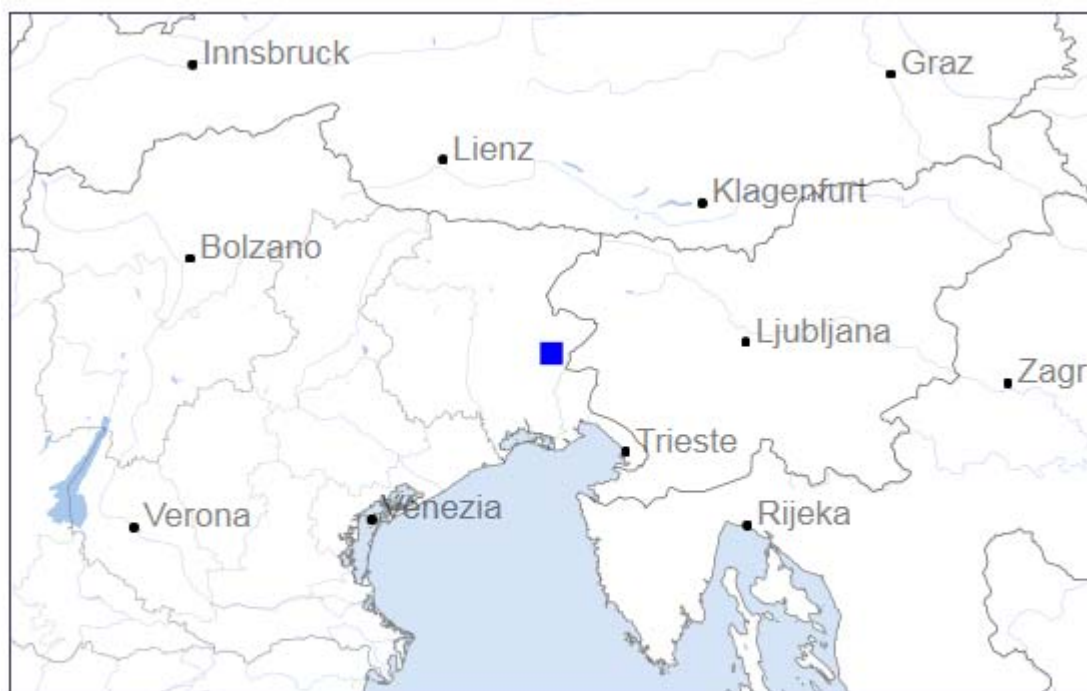 Innsbruck
Graz
Lienz
Klagenfurt
Bolzano
Ljubljana
Zagr
Trieste
Venezia
Verona
Rijeka